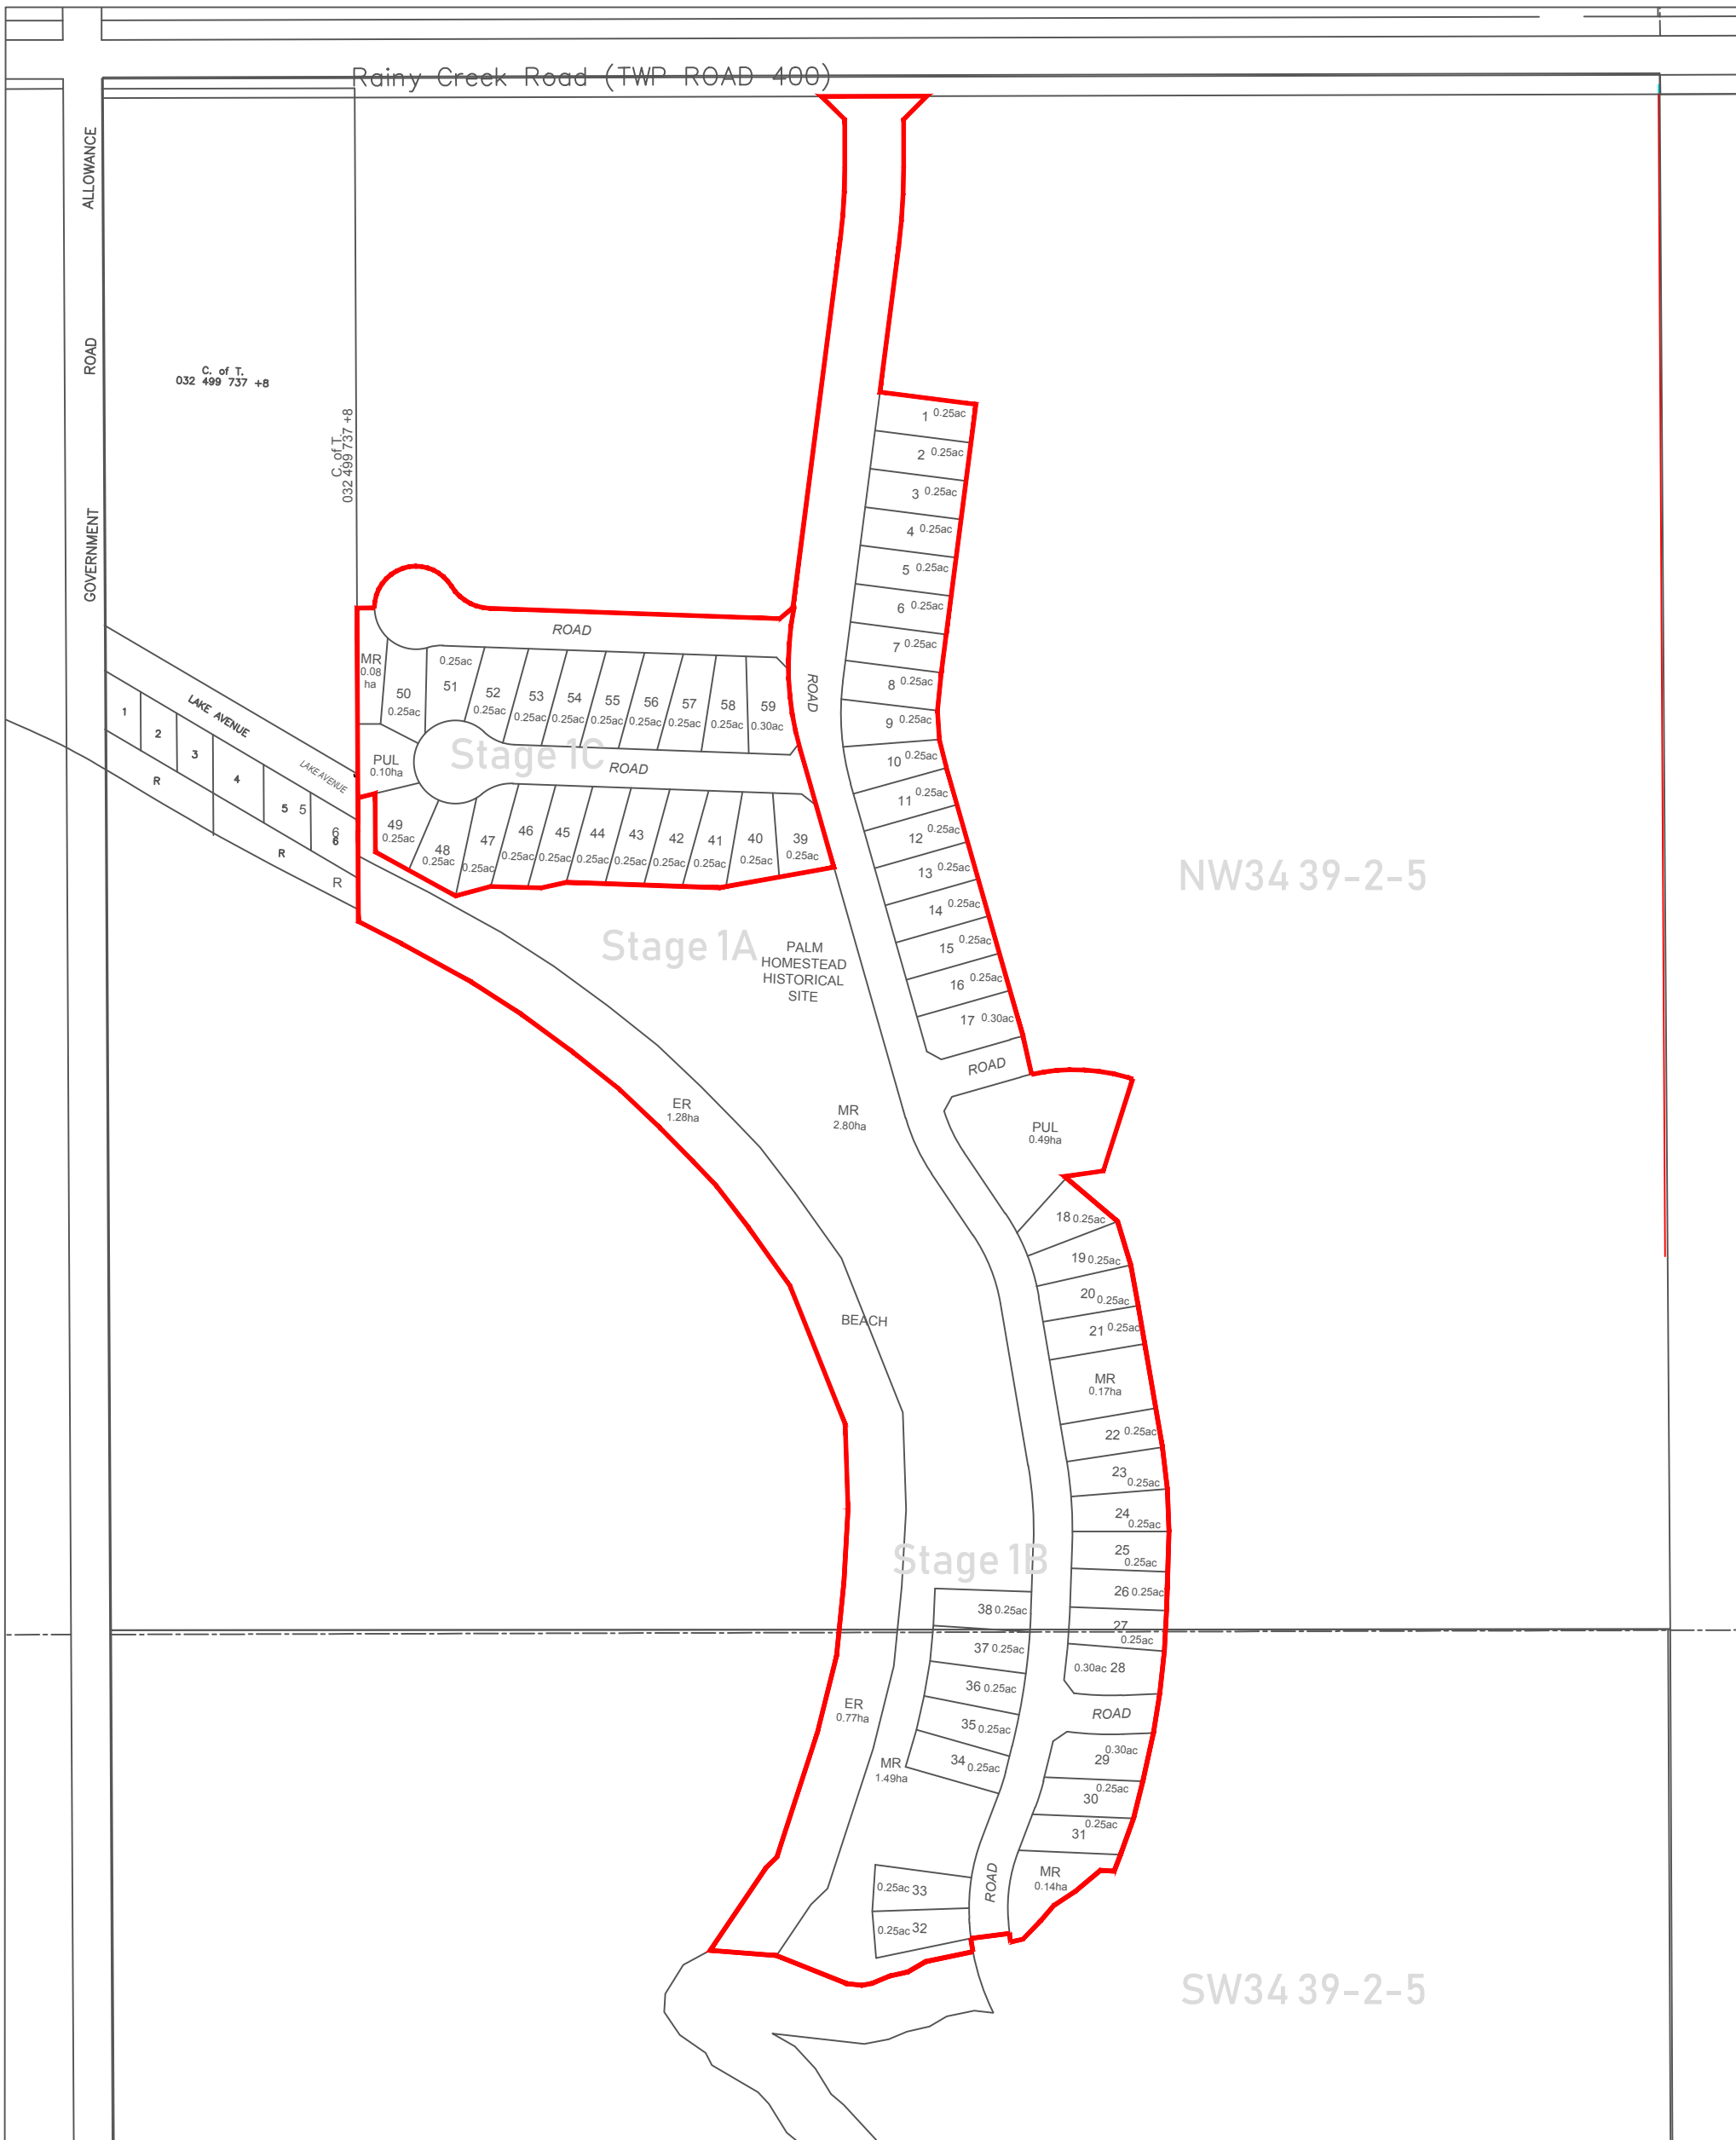 Rainy Creek Road (TWP ROAD 400)
ALLOWANCE
ROAD
GOVERNMENT
C. of T.
032 499 737 +8
C. of T.
032 499 737 +8
1 0.25ac
2 0.25ac
3 0.25ac
4 0.25ac
5 0.25ac
6 0.25ac
7 0.25ac
8 0.25ac
9 0.25ac
10 0.25ac
11 0.25ac
12 0.25ac
13 0.25ac
14 0.25ac
15 0.25ac
16 0.25ac
17 0.30ac
ROAD
ROAD
MR
0.08
ha
50
0.25ac
0.25ac
51
52
0.25ac
53
0.25ac
54
0.25ac
55
0.25ac
56
0.25ac
57
0.25ac
58
0.25ac
59
0.30ac
PUL
0.10ha
Stage 1C
ROAD
49
0.25ac
48
0.25ac
47
0.25ac
46
0.25ac
45
0.25ac
44
0.25ac
43
0.25ac
42
0.25ac
41
0.25ac
40
0.25ac
39
0.25ac
LAKE AVENUE
LAKE AVENUE
1
2
3
4
5 5
6
6
R
R
R
NW34 39-2-5
Stage 1A
PALM
HOMESTEAD
HISTORICAL
SITE
ROAD
ER
1.28ha
MR
2.80ha
PUL
0.49ha
18 0.25ac
19 0.25ac
20 0.25ac
21 0.25ac
BEACH
MR
0.17ha
22 0.25ac
23
0.25ac
24
0.25ac
Stage 1B
25
0.25ac
26 0.25ac
27
0.25ac
0.30ac 28
38 0.25ac
37 0.25ac
36 0.25ac
35 0.25ac
34 0.25ac
ROAD
ER
0.77ha
MR
1.49ha
0.30ac
29
0.25ac
30
0.25ac
31
MR
0.14ha
ROAD
0.25ac 33
0.25ac 32
SW34 39-2-5